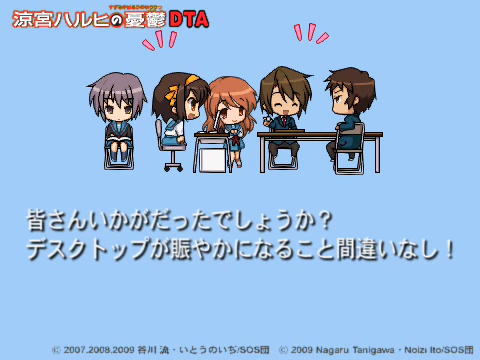 涼宮ハルヒの憂鬱 DTA
皆さんいかがだったでしょうか？
デスクトップが賑やかになること間違いなし！
© 2007,2008,2009 谷川 流・いとうのいぢ/SOS団 © 2009 Nagaru Tanigawa・Noizi Ito/SOS団